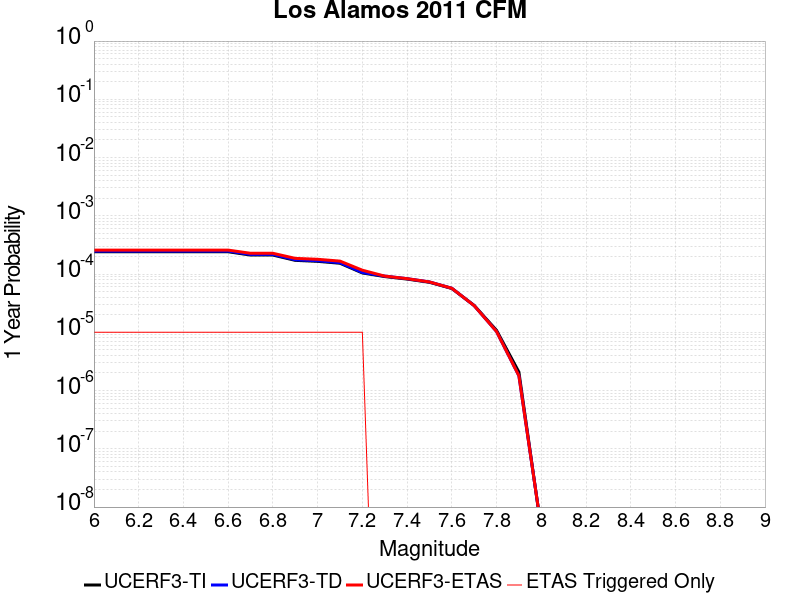 Los Alamos 2011 CFM
10^0
10^-1
10^-2
10^-3
10^-4
10^-5
10^-6
10^-7
10^-8
1 Year Probability
6 6.2 6.4 6.6 6.8 7 7.2 7.4 7.6 7.8 8 8.2 8.4 8.6 8.8 9
Magnitude
UCERF3-TI UCERF3-TD UCERF3-ETAS ETAS Triggered Only